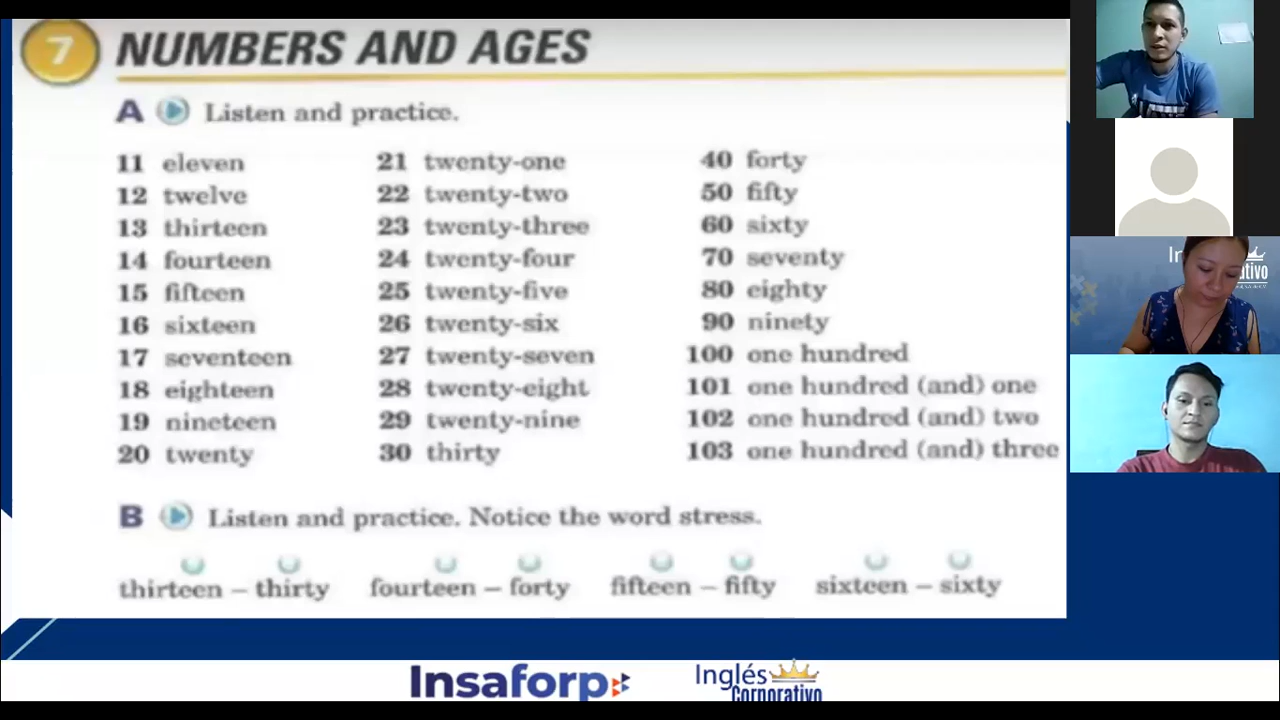 7 NUMBERS AND AGES
A Listen and practice.
11 eleven
12 twelve
13 thirteen
14 fourteen
15 fifteen
16 sixteen
17 seventeen
18 eighteen
19 nineteen
20 twenty
21 twenty-one
22 twenty-two
23 twenty-three
24 twenty-four
25 twenty-five
26 twenty-six
27 twenty-seven
28 twenty-eight
29 twenty-nine
30 thirty
40 forty
50 fifty
60 sixty
70 seventy
80 eighty
90 ninety
100 one hundred
101 one hundred (and) one
102 one hundred (and) two
103 one hundred (and) three
B Listen and practice. Notice the word stress.
thirteen – thirty fourteen – forty fifteen – fifty sixteen – sixty
Insaforp
Inglés
Corporativo